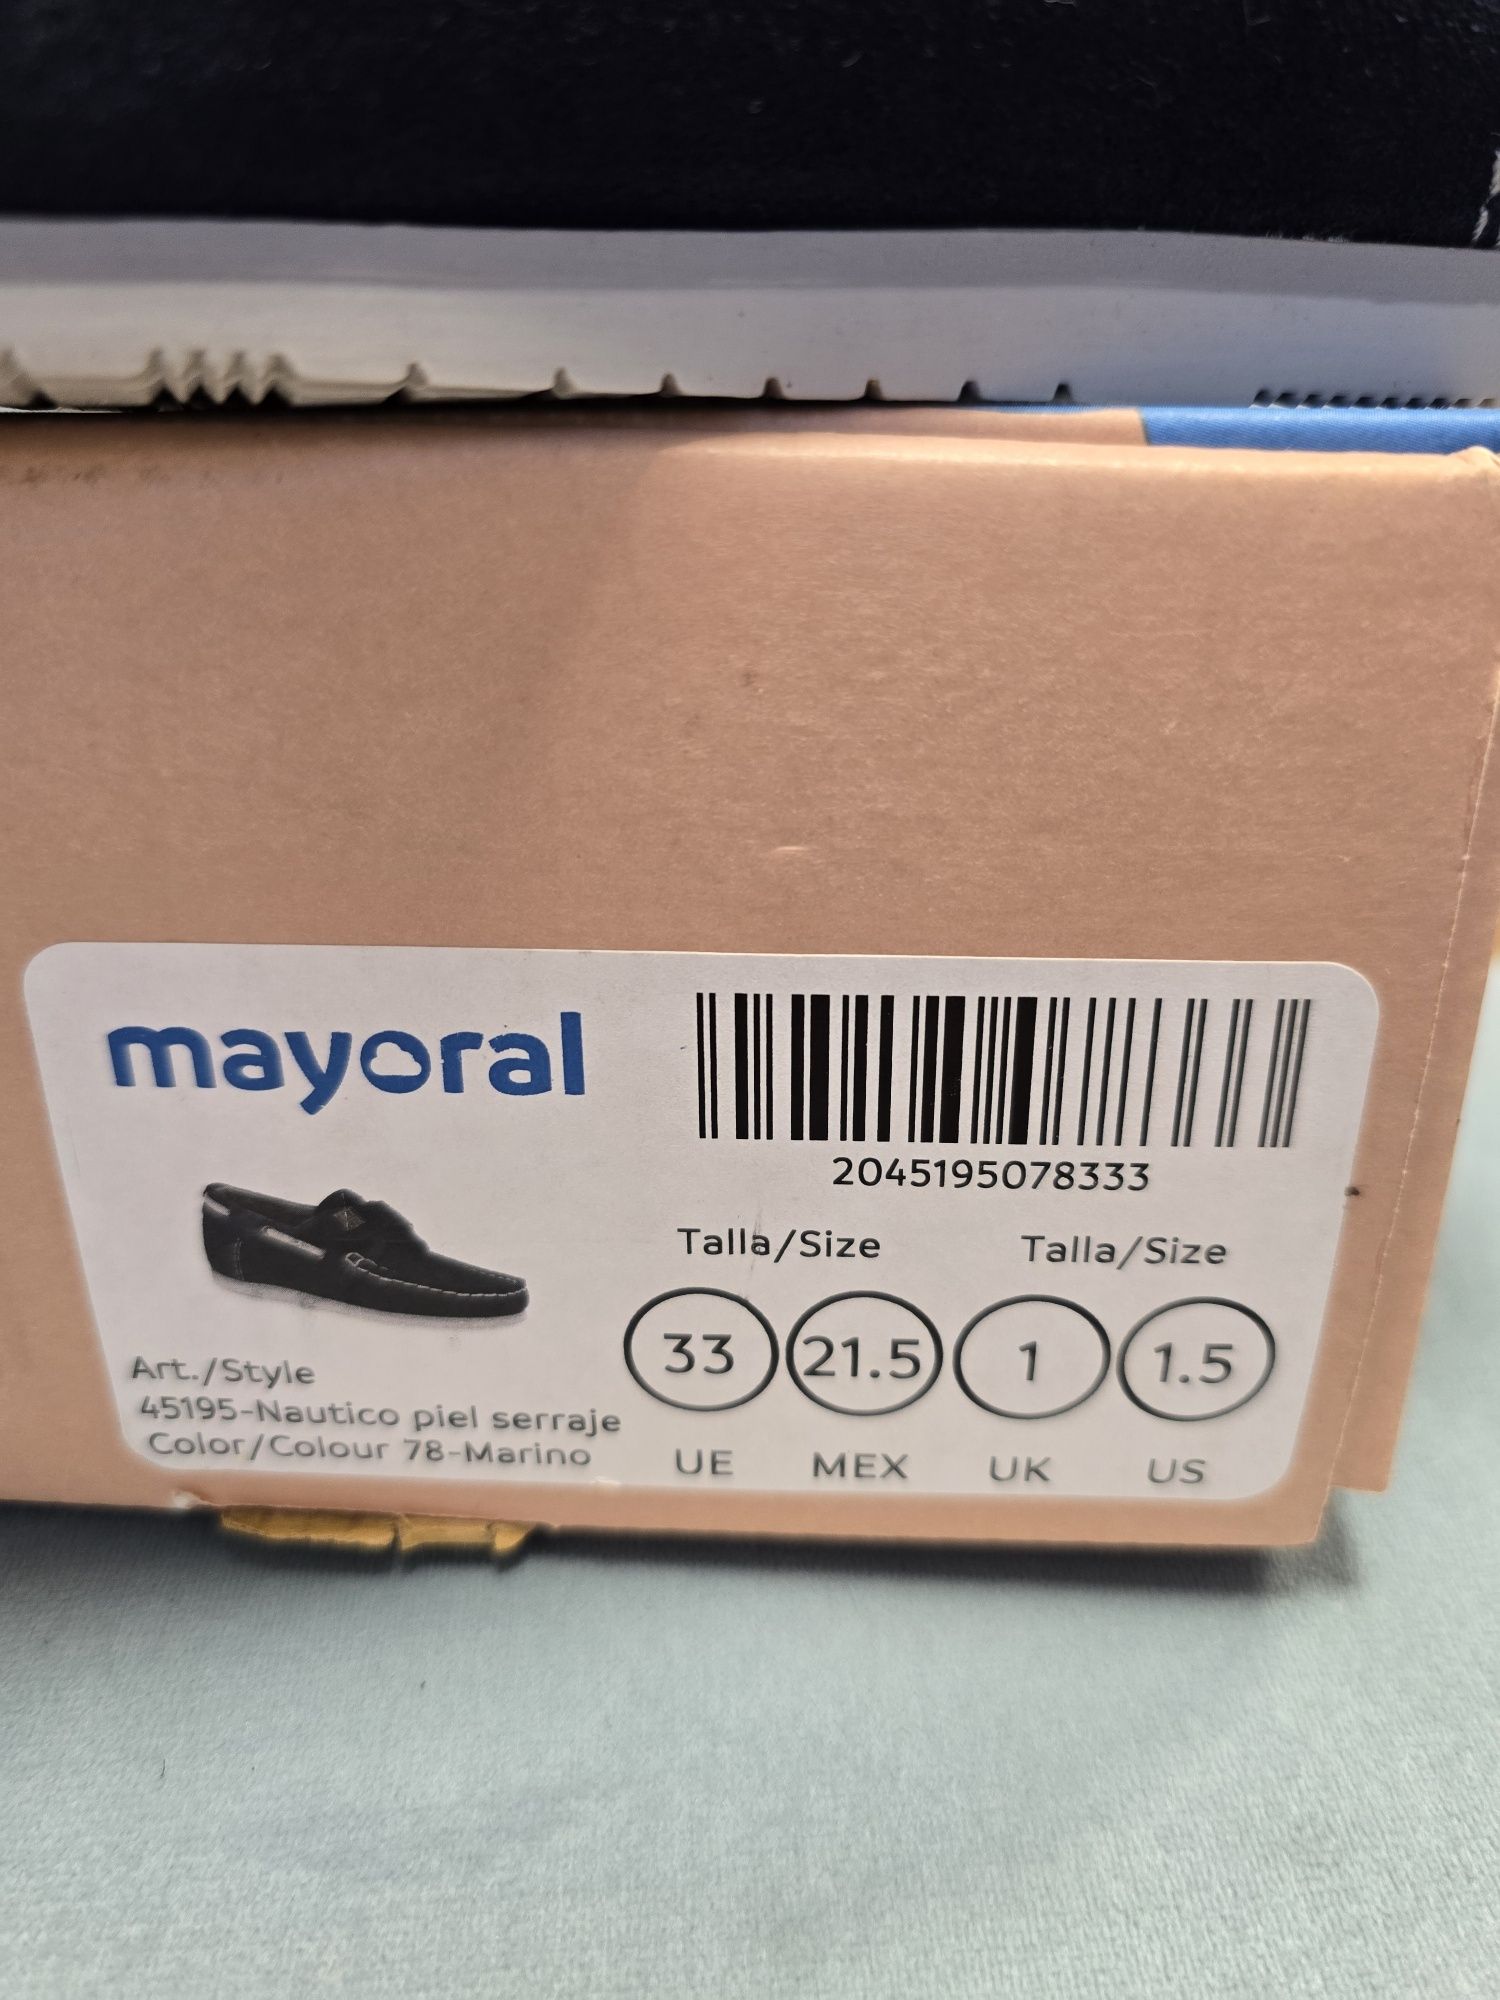 mayoral
2045195078333
Talla/Size Talla/Size
33 21.5 1 1.5
UE MEX UK US
Art./Style
45195-Nautico piel serraje
Color/Colour 78-Marino